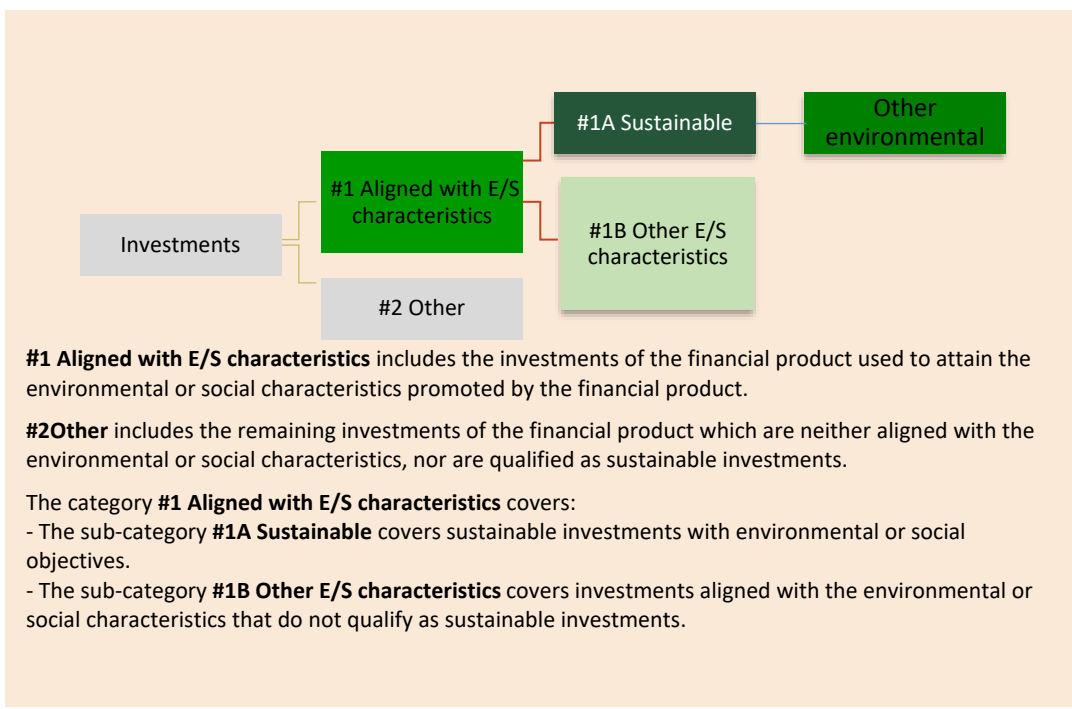 Other
environmental
#1A Sustainable
#1 Aligned with E/S
characteristics
#1B Other E/S
characteristics
Investments
#2 Other
#1 Aligned with E/S characteristics includes the investments of the financial product used to attain the
environmental or social characteristics promoted by the financial product.
#2Other includes the remaining investments of the financial product which are neither aligned with the
environmental or social characteristics, nor are qualified as sustainable investments.
The category #1 Aligned with E/S characteristics covers:
- The sub-category #1A Sustainable covers sustainable investments with environmental or social
objectives.
- The sub-category #1B Other E/S characteristics covers investments aligned with the environmental or
social characteristics that do not qualify as sustainable investments.